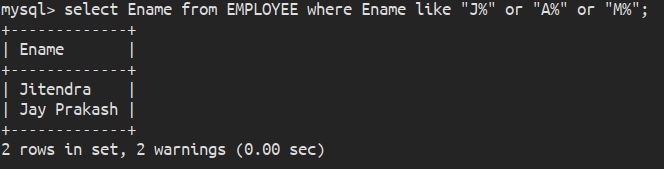 mysql> select Ename from EMPLOYEE where Ename like "J%" or "A%" or "M%";
+-------------+
| Ename       |
+-------------+
| Jitendra    |
| Jay Prakash |
+-------------+
2 rows in set, 2 warnings (0.00 sec)